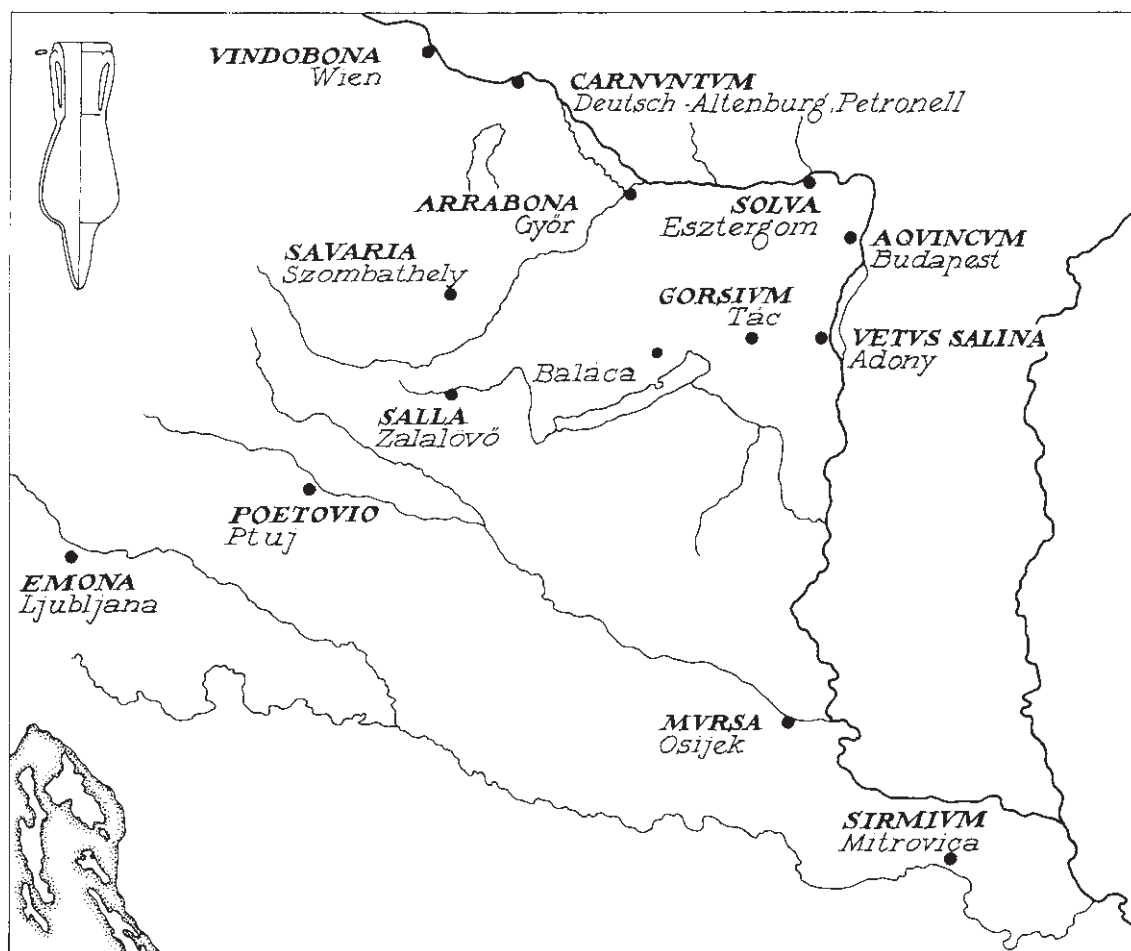 VINDOBONA
Wien
CARNVNTVM
Deutsch-Altenburg,Petronell
ARRABONA
Győr
SOLVA
Esztergom
AQVINCVM
Budapest
SAVARIA
Szombathely
GORSIVM
Tác
VETVS SALINA
Adony
Baláca
SALLA
Zalalövő
POETOVIO
Ptuj
EMONA
Ljubljana
MVRSA
Osijek
SIRMIVM
Mitrovica